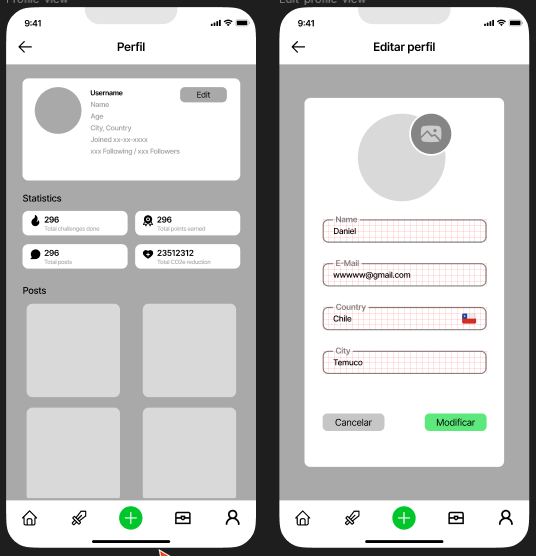 Profile-view
9:41
Perfil
Username
Edit
Name
Age
City, Country
Joined xx-xx-xxxx
xxx Following / xxx Followers
Statistics
296
Total challenges done
296
Total points earned
296
Total posts
23512312
Total CO2s reduction
Posts
Edit-profile-view
9:41
Editar perfil
Name
Daniel
E-Mail
wwwww@gmail.com
Country
Chile
City
Temuco
Cancelar
Modificar